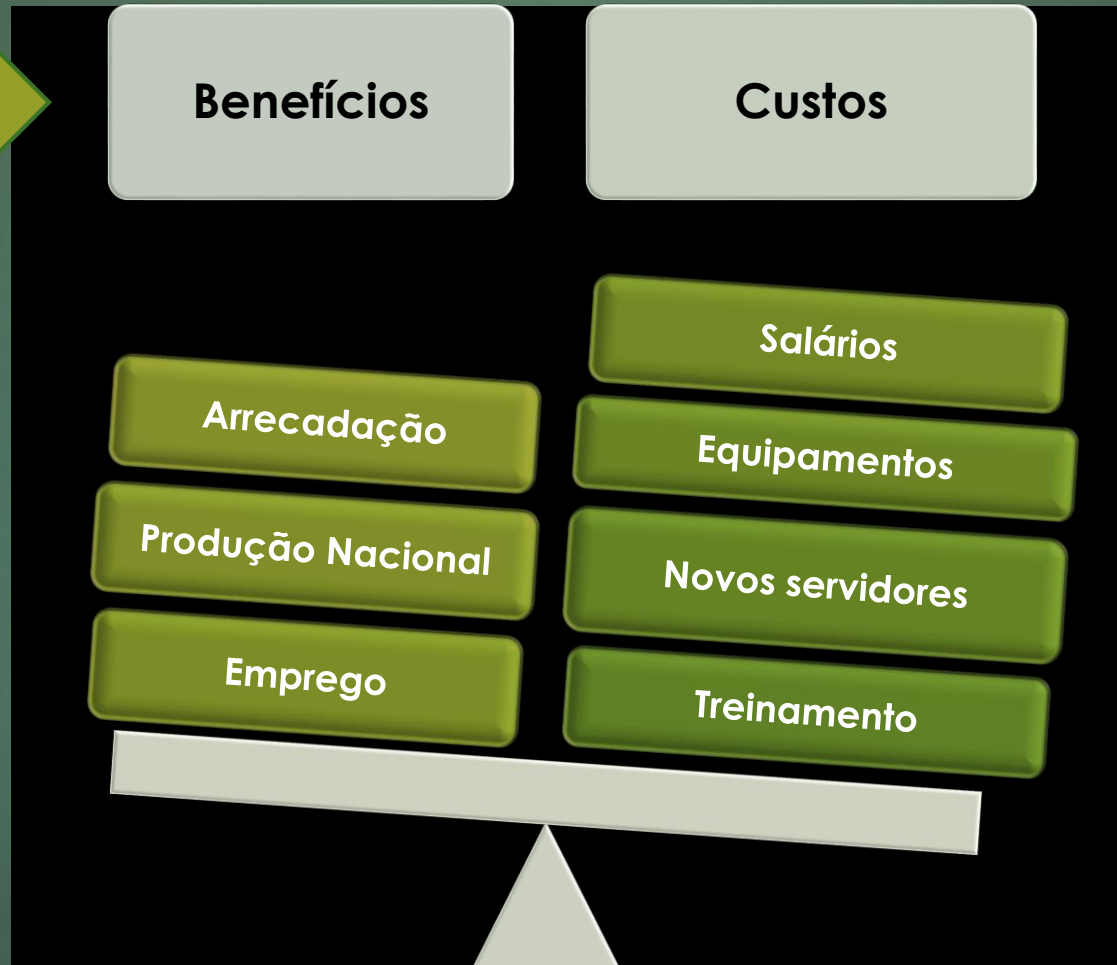 Benefícios
Custos
Arrecadação
Produção Nacional
Emprego
Salários
Equipamentos
Novos servidores
Treinamento